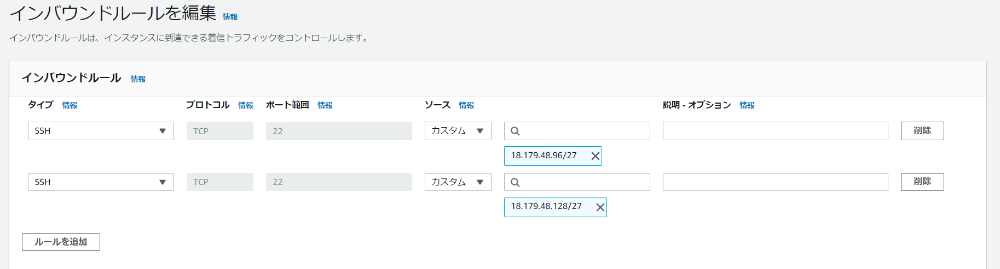 インバウンドルールを編集 情報
インバウンドルールは、インスタンスに到達できる着信トラフィックをコントロールします。
インバウンドルール 情報
タイプ 情報 プロトコル 情報 ポート範囲 情報 ソース 情報 説明 - オプション 情報
SSH TCP 22 カスタム 削除
18.179.48.96/27
SSH TCP 22 カスタム 削除
18.179.48.128/27
ルールを追加